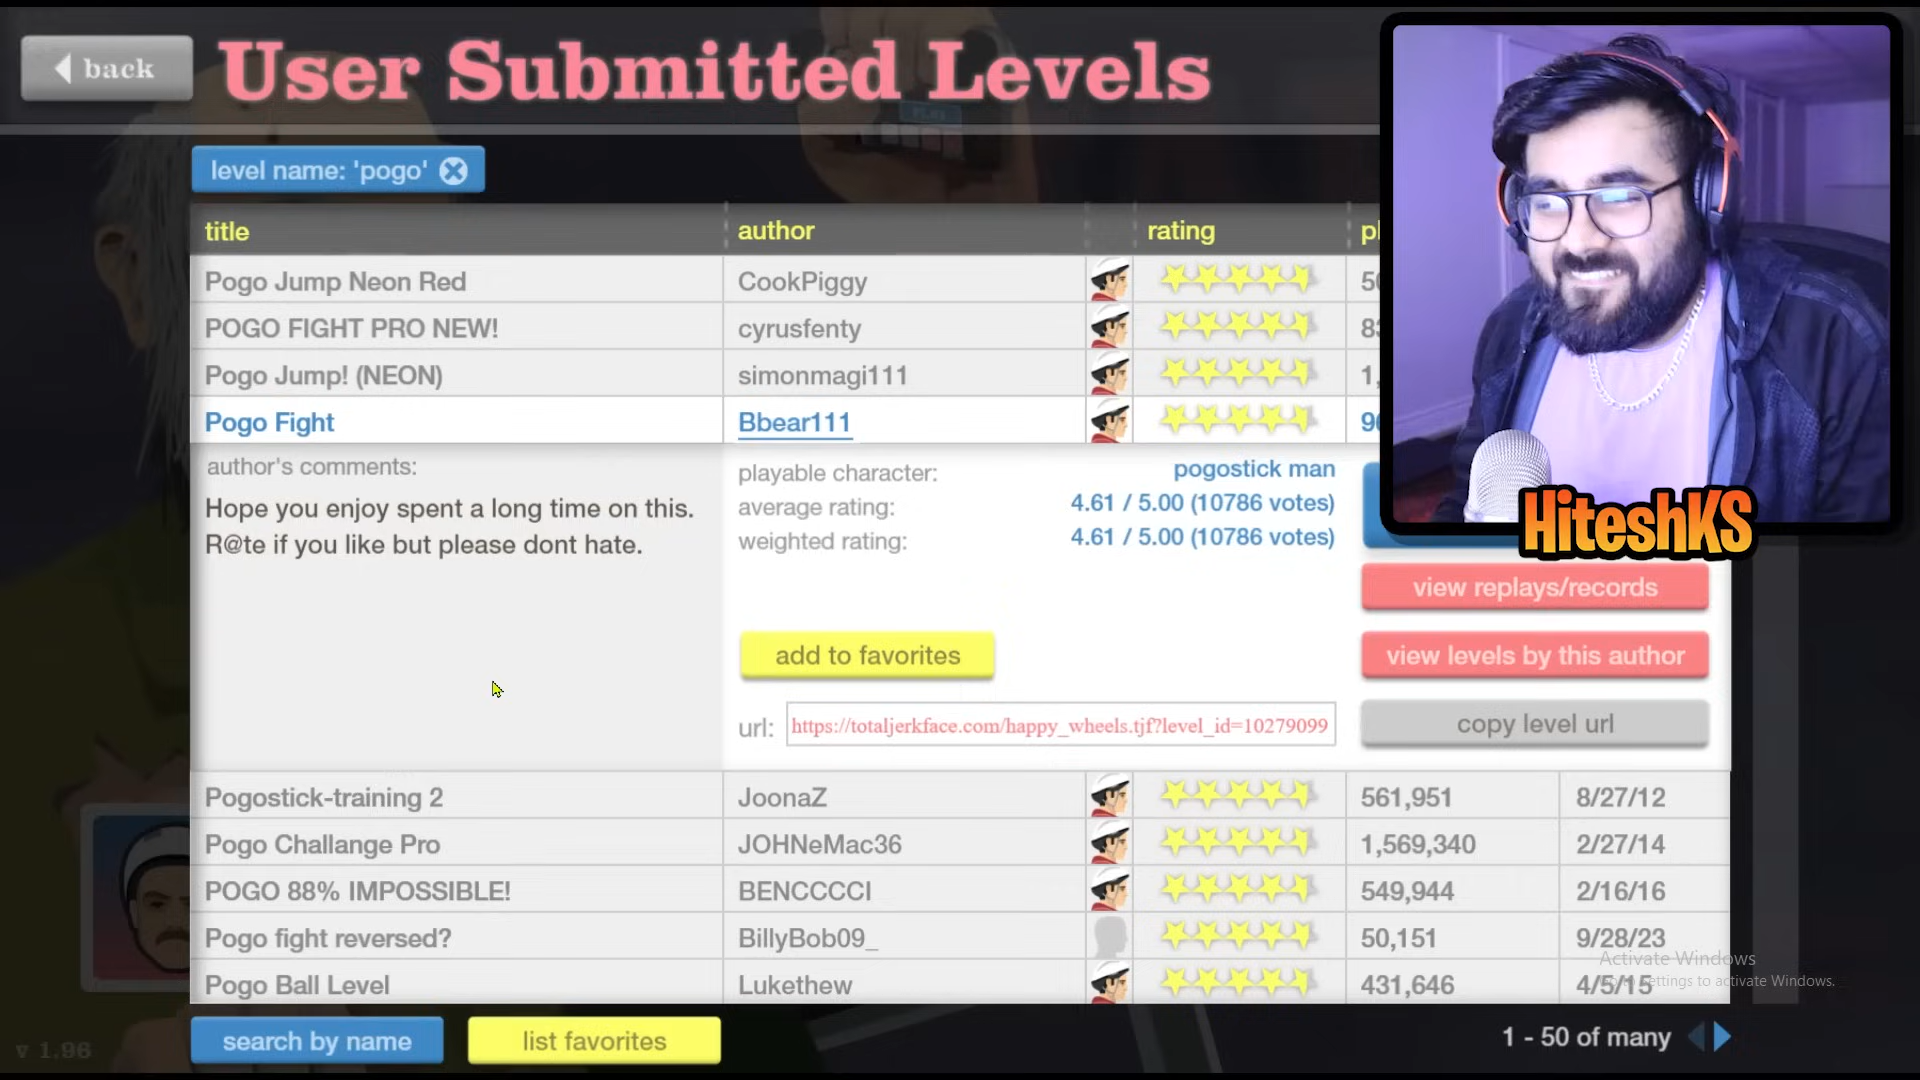 back
User Submitted Levels
level name: 'pogo'
title author rating
Pogo Jump Neon Red CookPiggy
POGO FIGHT PRO NEW! cyrusfenty
Pogo Jump! (NEON) simonmagi111
Pogo Fight Bbear111
author's comments:
Hope you enjoy spent a long time on this.
R@te if you like but please dont hate.
playable character: pogostick man
average rating: 4.61 / 5.00 (10786 votes)
weighted rating: 4.61 / 5.00 (10786 votes)
HiteshKS
view replays/records
add to favorites
view levels by this author
url: https://totaljerkface.com/happy_wheels.tjf?level_id=10279099
copy level url
Pogostick-training 2 JoonaZ 561,951 8/27/12
Pogo Challange Pro JOHNeMac36 1,569,340 2/27/14
POGO 88% IMPOSSIBLE! BENCCCCI 549,944 2/16/16
Pogo fight reversed? BillyBob09_ 50,151 9/28/23
Activate Windows
Pogo Ball Level Lukethew 431,646 4/5/15
settings to activate Windows.
search by name
list favorites
1 - 50 of many
v 1.96